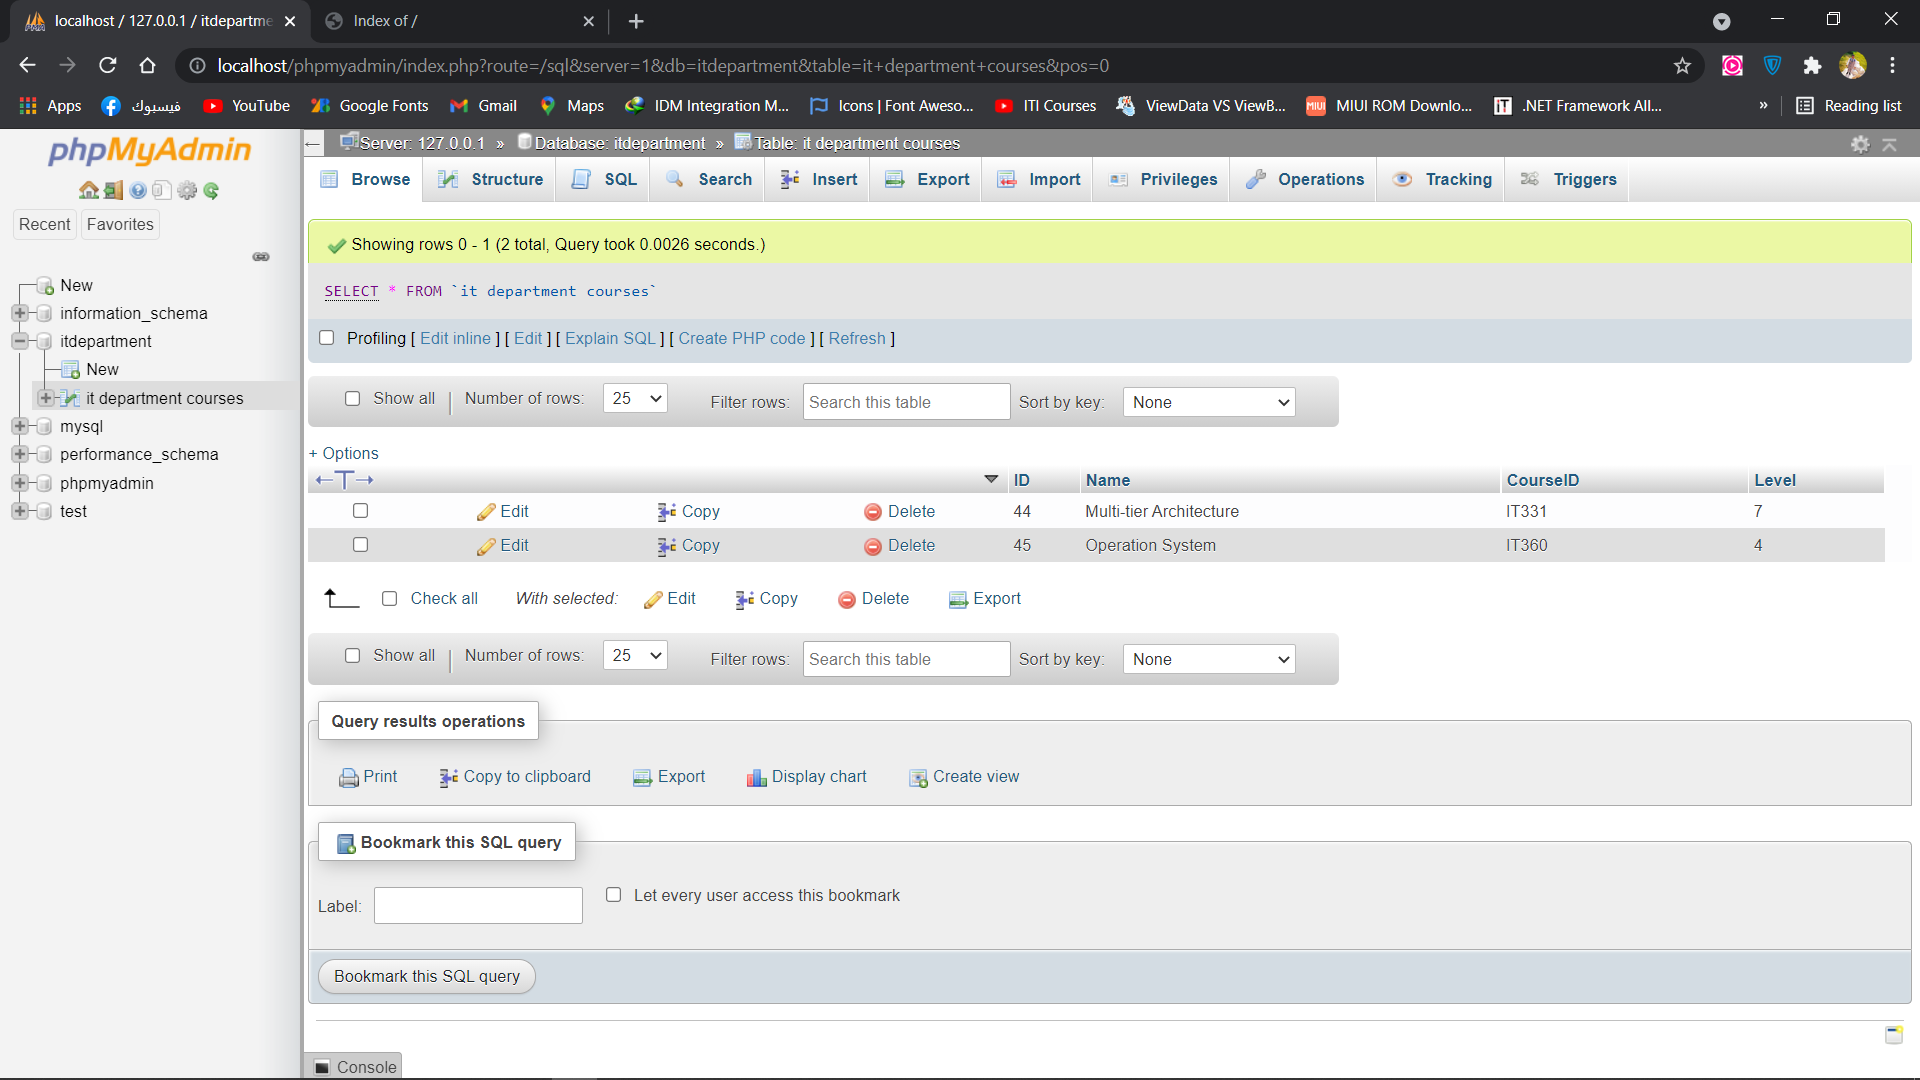 localhost / 127.0.0.1 / itdepartme
Index of /
localhost/phpmyadmin/index.php?route=/sql&server=1&db=itdepartment&table=it+department+courses&pos=0
Apps فيسبوك YouTube Google Fonts Gmail Maps IDM Integration M... Icons | Font Aweso... ITI Courses ViewData VS ViewB... MIUI MIUI ROM Downlo... iT .NET Framework All... » Reading list
phpMyAdmin
Recent Favorites
New
information_schema
itdepartment
New
it department courses
mysql
performance_schema
phpmyadmin
test
Server: 127.0.0.1 » Database: itdepartment » Table: it department courses
Browse Structure SQL Search Insert Export Import Privileges Operations Tracking Triggers
Showing rows 0 - 1 (2 total, Query took 0.0026 seconds.)
SELECT * FROM `it department courses`
Profiling [ Edit inline ] [ Edit ] [ Explain SQL ] [ Create PHP code ] [ Refresh ]
Show all | Number of rows: 25 Filter rows: Search this table Sort by key: None
+ Options
←T→ ID Name CourseID Level
Edit Copy Delete 44 Multi-tier Architecture IT331 7
Edit Copy Delete 45 Operation System IT360 4
Check all With selected: Edit Copy Delete Export
Show all | Number of rows: 25 Filter rows: Search this table Sort by key: None
Query results operations
Print Copy to clipboard Export Display chart Create view
Bookmark this SQL query
Label: Let every user access this bookmark
Bookmark this SQL query
Console